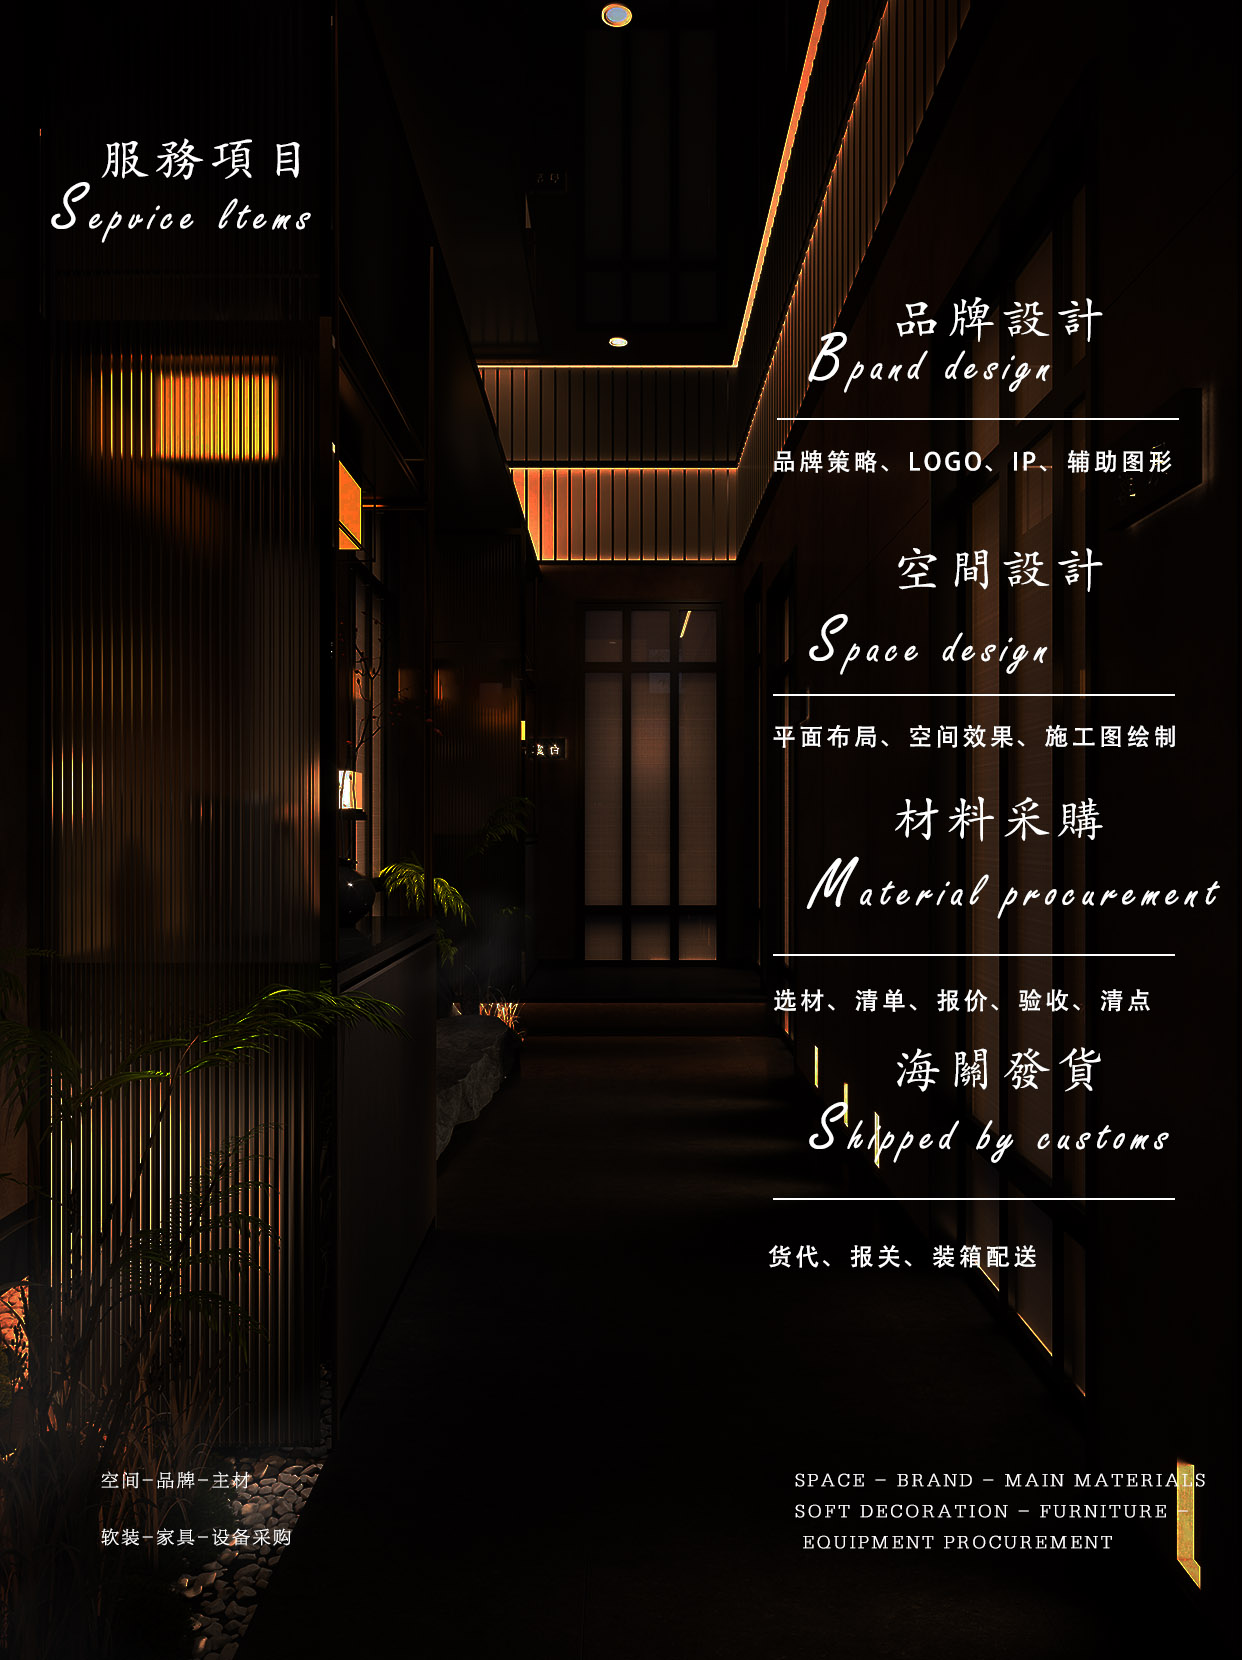 服務項目
Sepvice ltems
品牌設計
Bpand design
品牌策略、LOGO、IP、辅助图形
空間設計
Space design
平面布局、空间效果、施工图绘制
材料采購
Material procurement
选材、清单、报价、验收、清点
海關發貨
Shipped by customs
货代、报关、装箱配送
空间-品牌-主材
软装-家具-设备采购
SPACE - BRAND - MAIN MATERIALS
SOFT DECORATION - FURNITURE -
EQUIPMENT PROCUREMENT